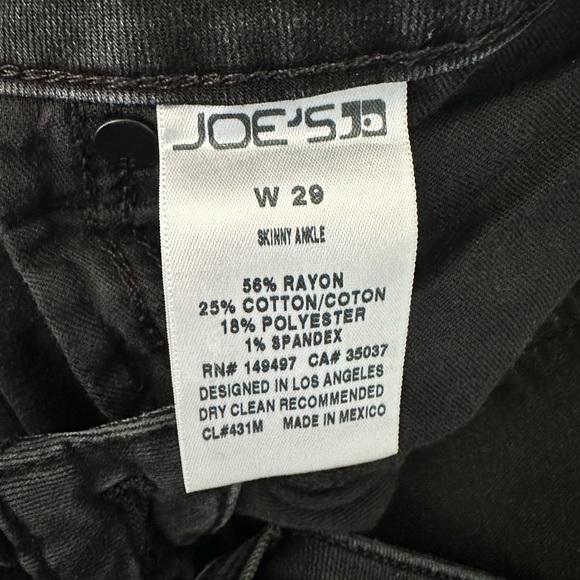 JOE'S
W 29
SKINNY ANKLE
56% RAYON
25% COTTON/COTON
18% POLYESTER
1% SPANDEX
RN# 149497 CA# 35037
DESIGNED IN LOS ANGELES
DRY CLEAN RECOMMENDED
CL#431M MADE IN MEXICO